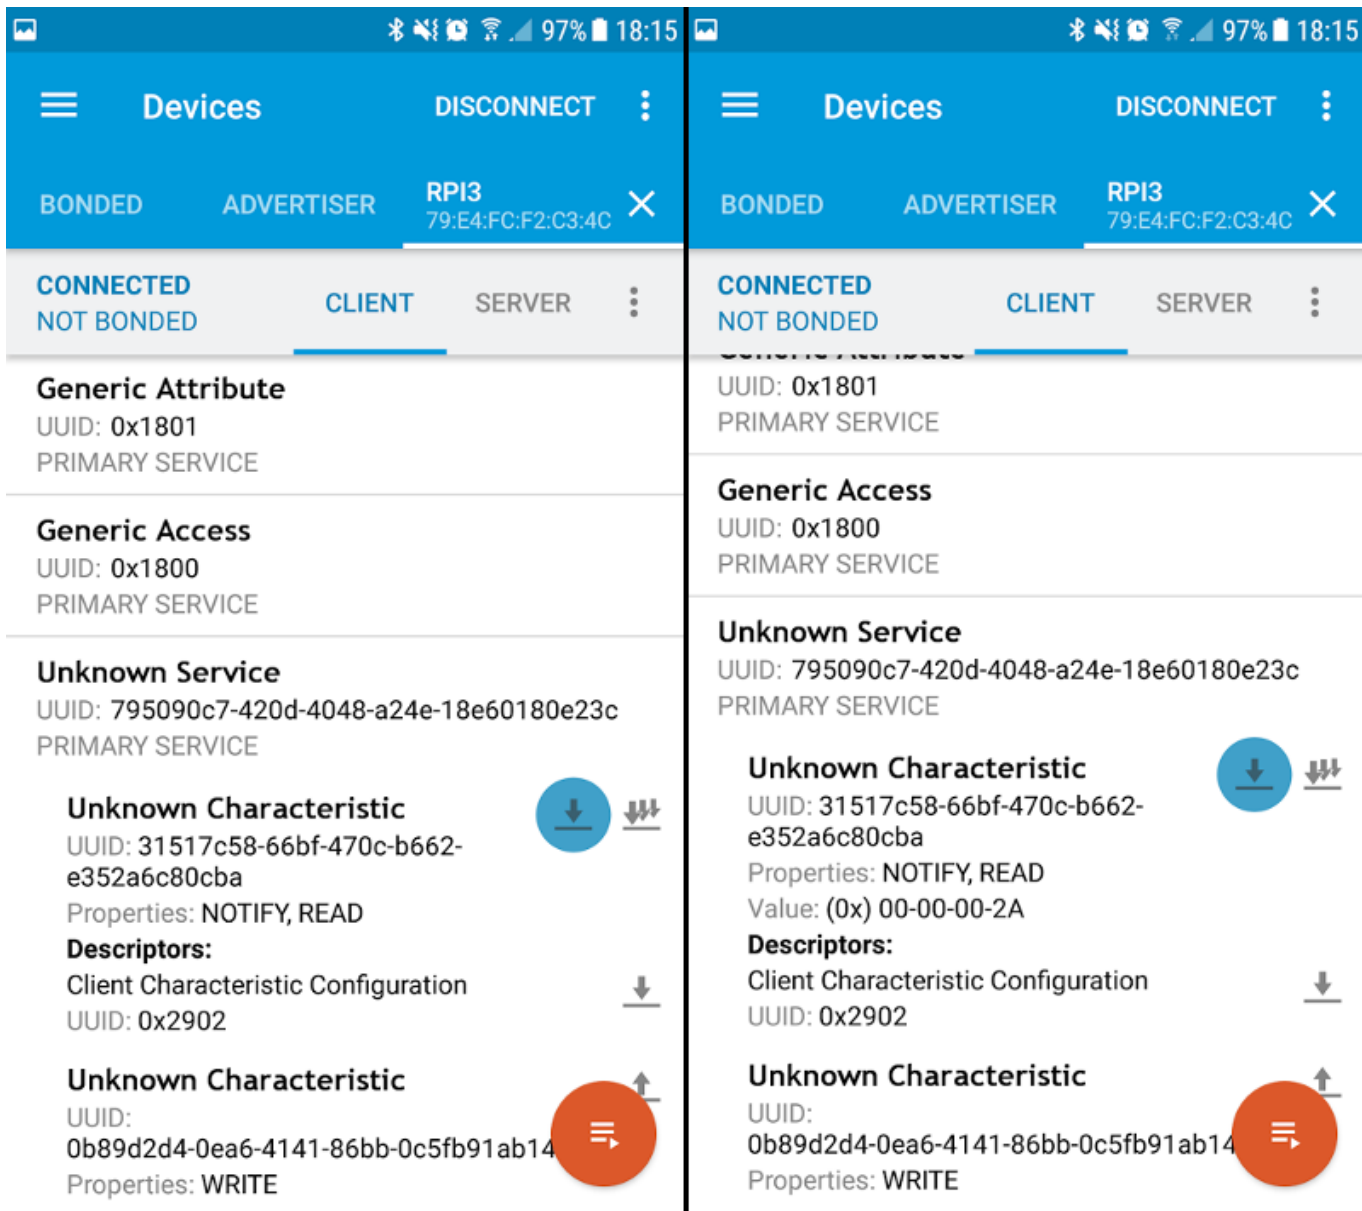 97% 18:15
Devices DISCONNECT
BONDED ADVERTISER RPI3
79:E4:FC:F2:C3:4C
CONNECTED
NOT BONDED
CLIENT SERVER
Generic Attribute
UUID: 0x1801
PRIMARY SERVICE
Generic Access
UUID: 0x1800
PRIMARY SERVICE
Unknown Service
UUID: 795090c7-420d-4048-a24e-18e60180e23c
PRIMARY SERVICE
Unknown Characteristic
UUID: 31517c58-66bf-470c-b662-
e352a6c80cba
Properties: NOTIFY, READ
Descriptors:
Client Characteristic Configuration
UUID: 0x2902
Unknown Characteristic
UUID:
0b89d2d4-0ea6-4141-86bb-0c5fb91ab14
Properties: WRITE
97% 18:15
Devices DISCONNECT
BONDED ADVERTISER RPI3
79:E4:FC:F2:C3:4C
CONNECTED
NOT BONDED
CLIENT SERVER
Generic Attribute
UUID: 0x1801
PRIMARY SERVICE
Generic Access
UUID: 0x1800
PRIMARY SERVICE
Unknown Service
UUID: 795090c7-420d-4048-a24e-18e60180e23c
PRIMARY SERVICE
Unknown Characteristic
UUID: 31517c58-66bf-470c-b662-
e352a6c80cba
Properties: NOTIFY, READ
Value: (0x) 00-00-00-2A
Descriptors:
Client Characteristic Configuration
UUID: 0x2902
Unknown Characteristic
UUID:
0b89d2d4-0ea6-4141-86bb-0c5fb91ab14
Properties: WRITE